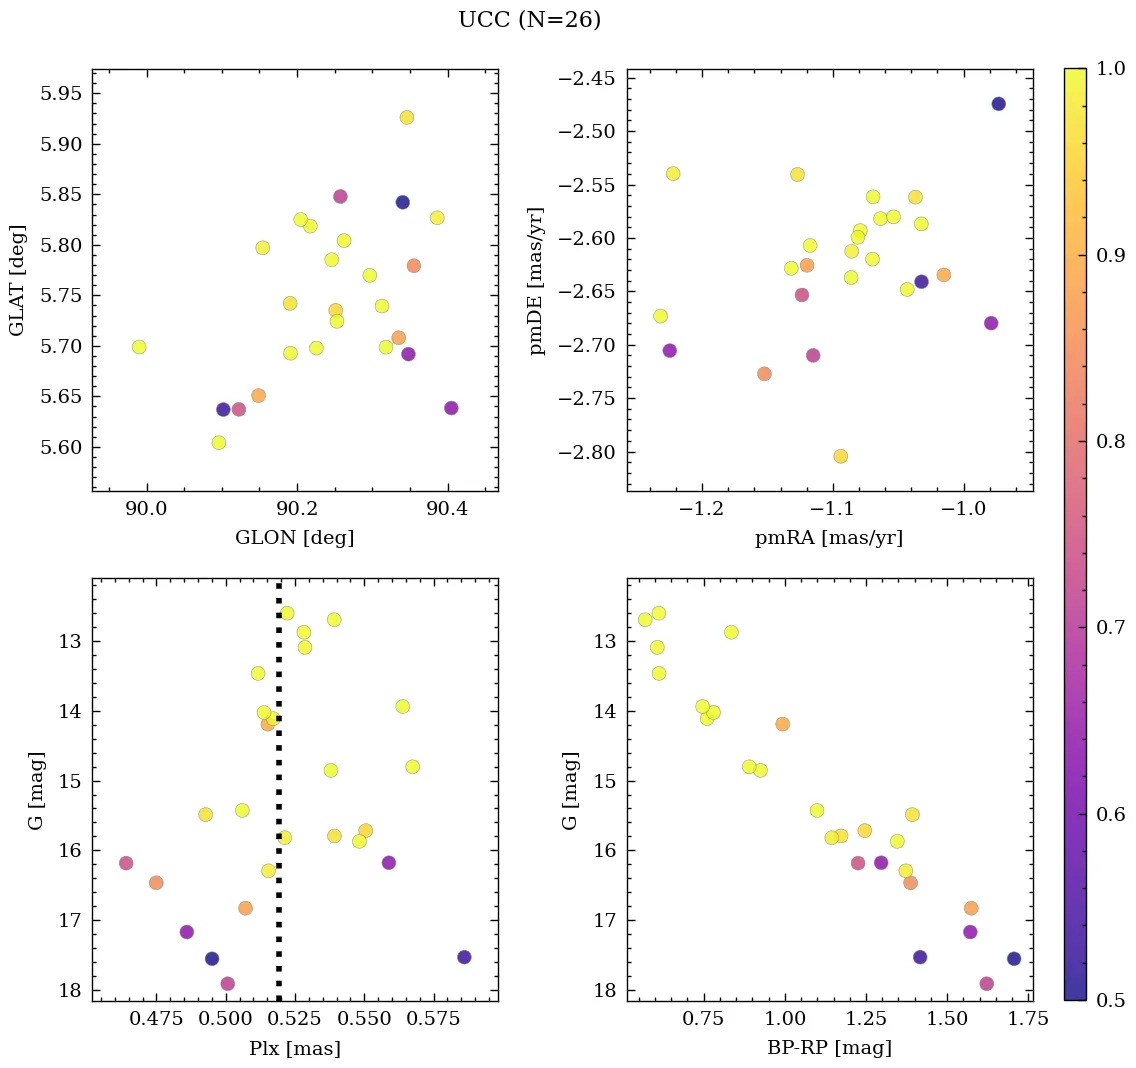 UCC (N=26)
5.95
5.90
5.85
5.80
5.75
5.70
5.65
5.60
GLAT [deg]
90.0 90.2 90.4
GLON [deg]
−2.45
−2.50
−2.55
−2.60
−2.65
−2.70
−2.75
−2.80
pmDE [mas/yr]
−1.2 −1.1 −1.0
pmRA [mas/yr]
13
14
15
16
17
18
G [mag]
0.475 0.500 0.525 0.550 0.575
Plx [mas]
13
14
15
16
17
18
G [mag]
0.75 1.00 1.25 1.50 1.75
BP-RP [mag]
1.0
0.9
0.8
0.7
0.6
0.5